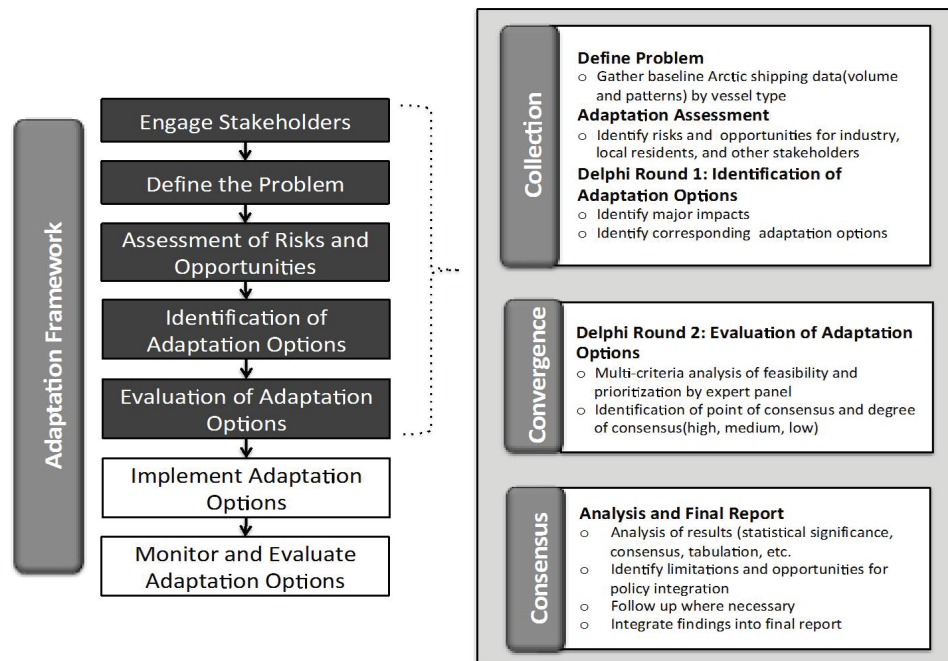 Adaptation Framework
Engage Stakeholders
Define the Problem
Assessment of Risks and
Opportunities
Identification of
Adaptation Options
Evaluation of Adaptation
Options
Implement Adaptation
Options
Monitor and Evaluate
Adaptation Options
Collection
Define Problem
o Gather baseline Arctic shipping data(volume
and patterns) by vessel type
Adaptation Assessment
o Identify risks and opportunities for industry,
local residents, and other stakeholders
Delphi Round 1: Identification of
Adaptation Options
o Identify major impacts
o Identify corresponding adaptation options
Convergence
Delphi Round 2: Evaluation of Adaptation
Options
o Multi-criteria analysis of feasibility and
prioritization by expert panel
o Identification of point of consensus and degree
of consensus(high, medium, low)
Consensus
Analysis and Final Report
o Analysis of results (statistical significance,
consensus, tabulation, etc.
o Identify limitations and opportunities for
policy integration
o Follow up where necessary
o Integrate findings into final report